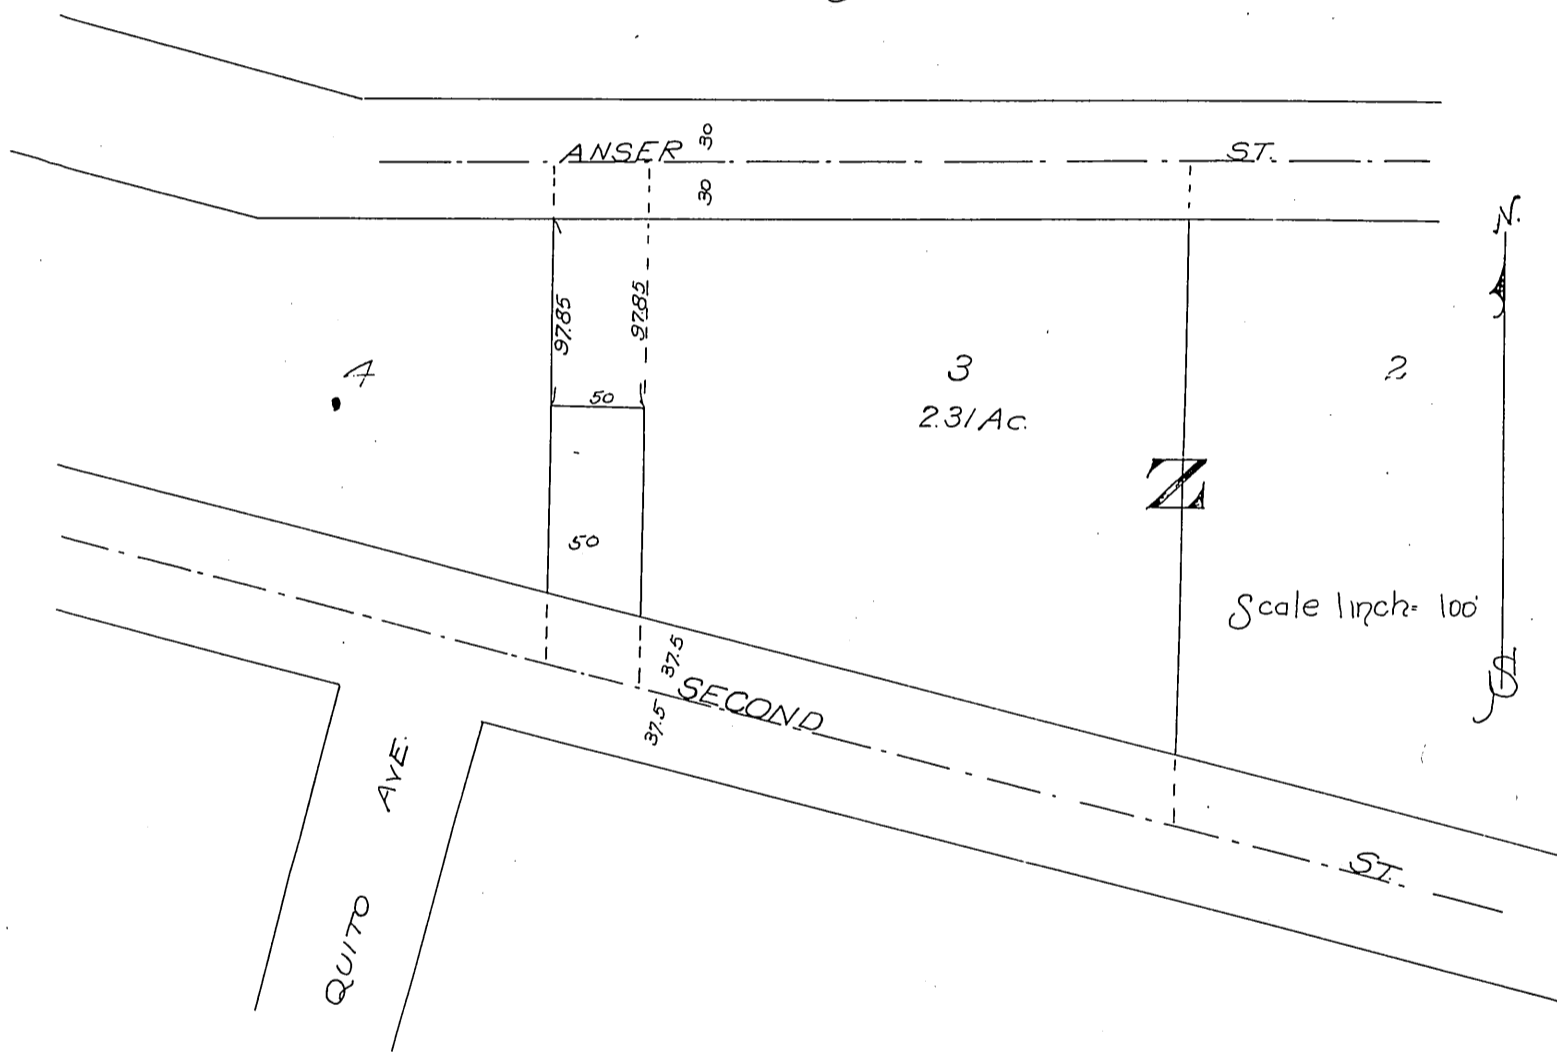 30
ANSER ST.
30
N.
97.85
97.85
4
3
2
50
2.31 Ac.
Z
50
Scale 1 inch= 100'
37.5
S
SECOND ST.
37.5
QUITO AVE.